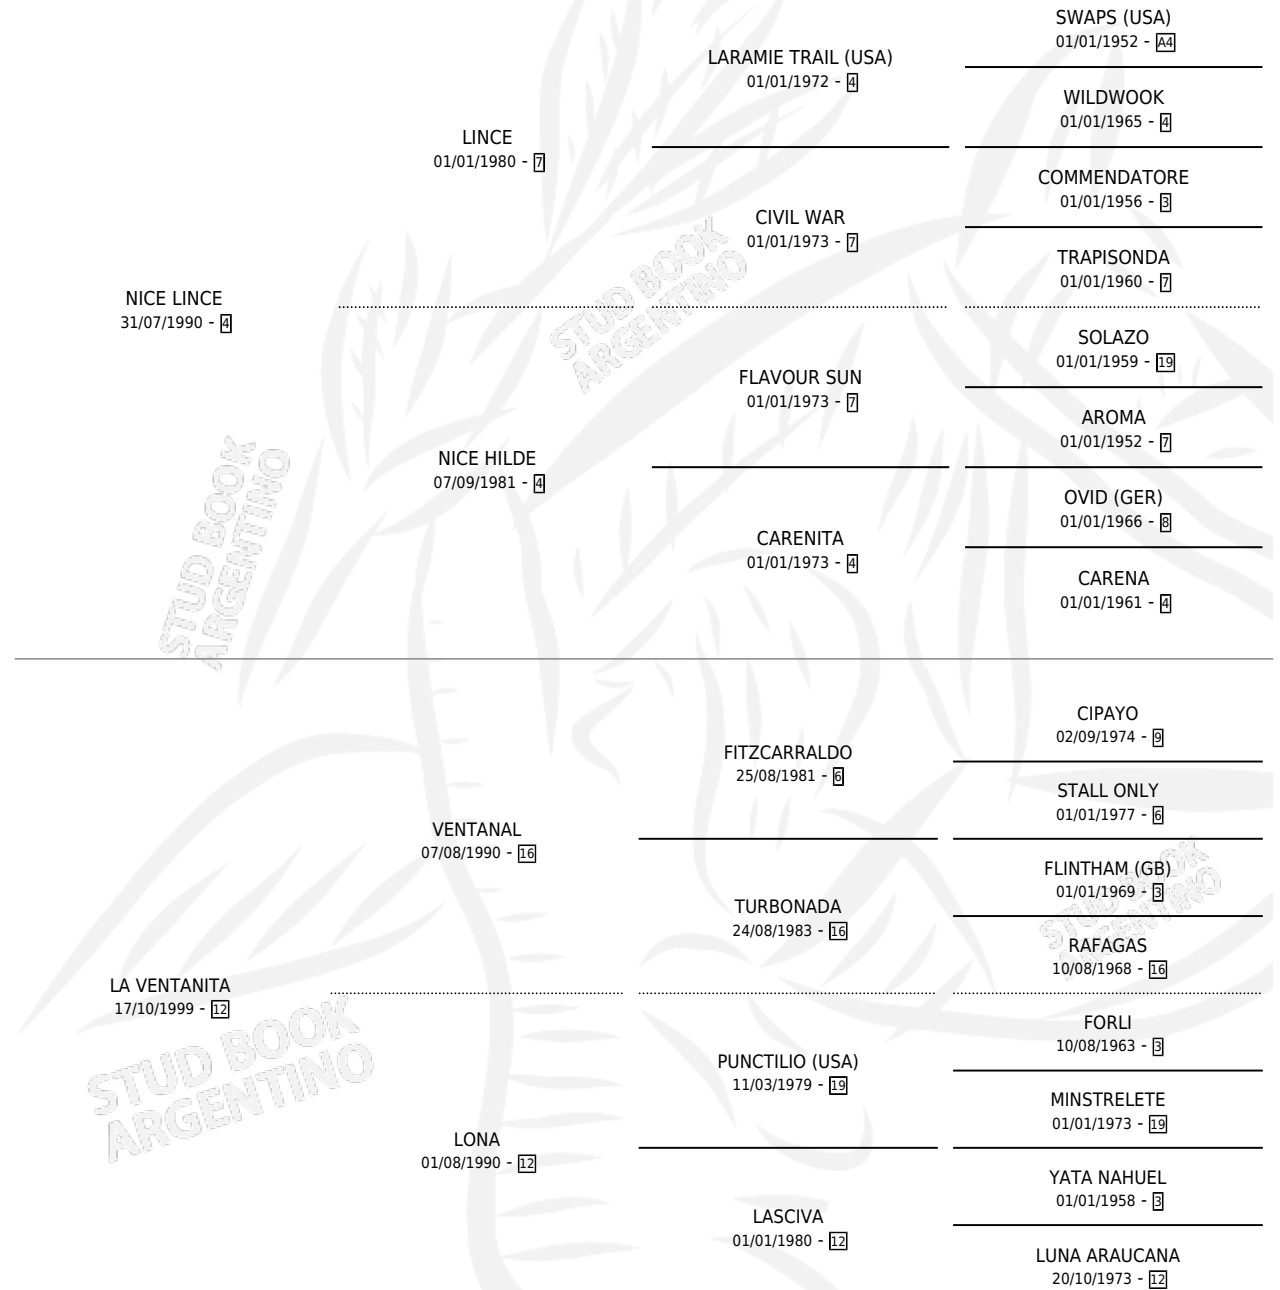 SWAPS (USA)
01/01/1952 - A4
LARAMIE TRAIL (USA)
01/01/1972 - 4
WILDWOOK
01/01/1965 - 4
LINCE
01/01/1980 - 7
COMMENDATORE
01/01/1956 - 3
CIVIL WAR
01/01/1973 - 7
TRAPISONDA
01/01/1960 - 7
NICE LINCE
31/07/1990 - 4
STUD BOOK
ARGENTINO
SOLAZO
01/01/1959 - 19
FLAVOUR SUN
01/01/1973 - 7
AROMA
01/01/1952 - 7
NICE HILDE
07/09/1981 - 4
OVID (GER)
01/01/1966 - 8
CARENITA
01/01/1973 - 4
CARENA
01/01/1961 - 4
STUD BOOK
ARGENTINO
CIPAYO
02/09/1974 - 9
FITZCARRALDO
25/08/1981 - 6
STALL ONLY
01/01/1977 - 6
VENTANAL
07/08/1990 - 16
FLINTHAM (GB)
01/01/1969 - 3
TURBONADA
24/08/1983 - 16
STUD BOOK
ARGENTINO
RAFAGAS
10/08/1968 - 16
LA VENTANITA
17/10/1999 - 12
FORLI
10/08/1963 - 3
STUD BOOK
ARGENTINO
PUNCTILIO (USA)
11/03/1979 - 19
MINSTRELETE
01/01/1973 - 19
LONA
01/08/1990 - 12
YATA NAHUEL
01/01/1958 - 3
LASCIVA
01/01/1980 - 12
LUNA ARAUCANA
20/10/1973 - 12